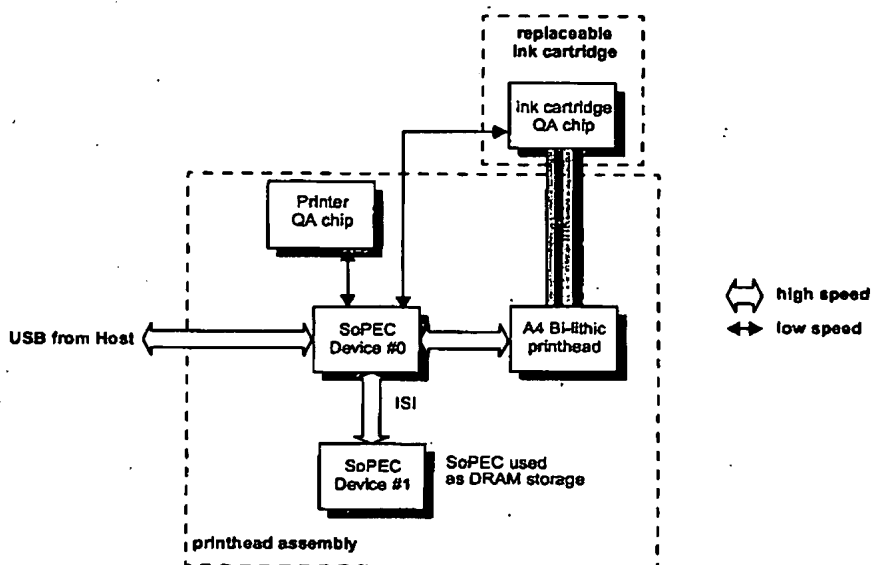 replaceable
ink cartridge
ink cartridge
QA chip
Printer
QA chip
high speed
low speed
USB from Host
SoPEC
Device #0
A4 Bi-lithic
printhead
ISI
SoPEC
Device #1
SoPEC used
as DRAM storage
printhead assembly